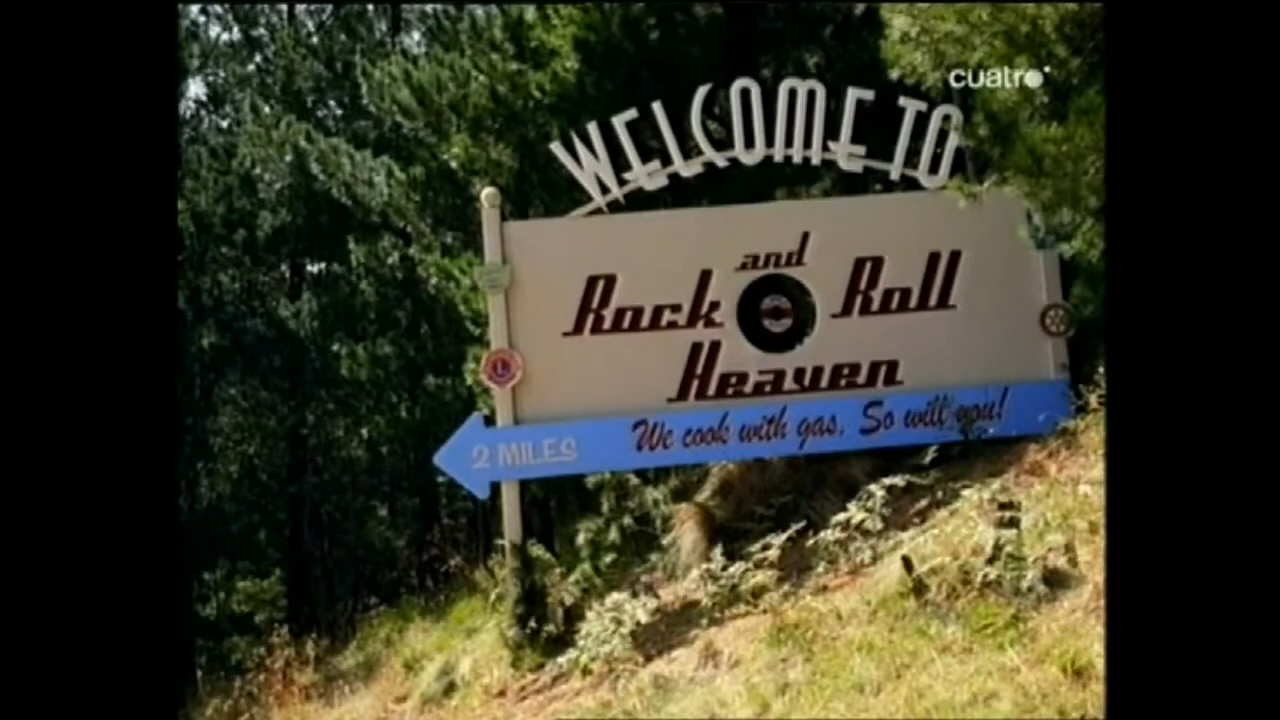 cuatro
WELCOME TO
and
Rock Roll
Heaven
We cook with gas, So will you!
2 MILES
L